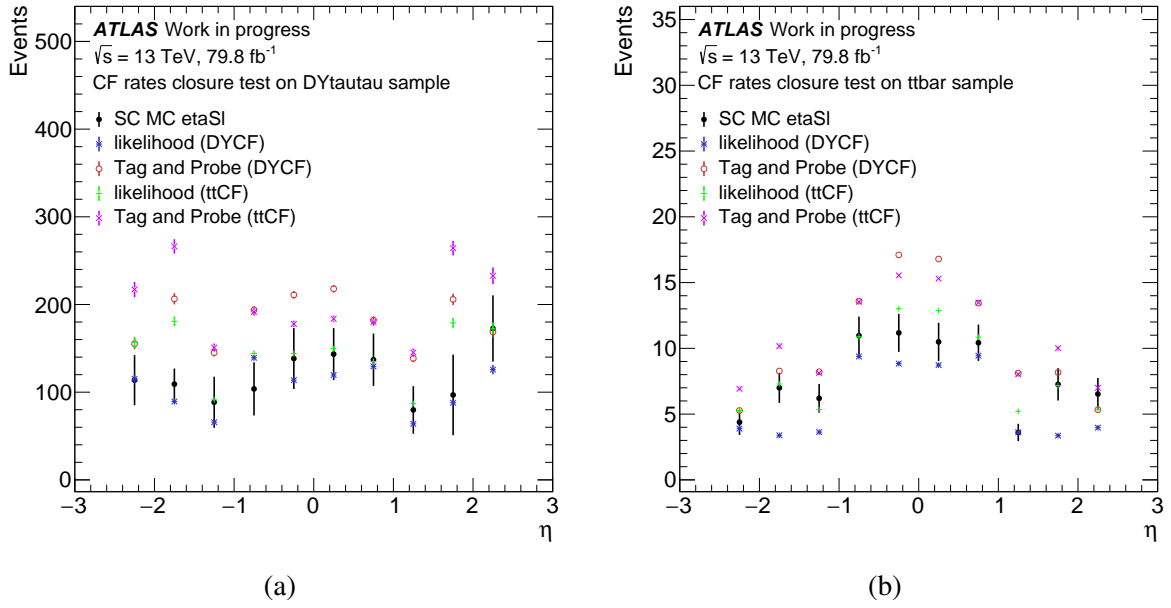 Events
540
ATLAS Work in progress
√s = 13 TeV, 79.8 fb-1
CF rates closure test on DYtautau sample
SC MC etaSl
likelihood (DYCF)
Tag and Probe (DYCF)
likelihood (ttCF)
Tag and Probe (ttCF)
500
400
300
200
100
0
−3 −2 −1 0 1 2 3
η
(a)
Events
ATLAS Work in progress
√s = 13 TeV, 79.8 fb-1
CF rates closure test on ttbar sample
SC MC etaSl
likelihood (DYCF)
Tag and Probe (DYCF)
likelihood (ttCF)
Tag and Probe (ttCF)
35
30
25
20
15
10
5
0
−3 −2 −1 0 1 2 3
η
(b)